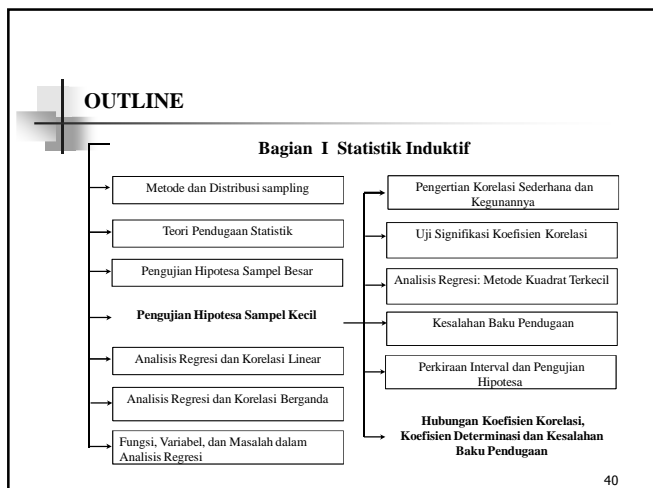 OUTLINE
Bagian I Statistik Induktif
Metode dan Distribusi sampling
Teori Pendugaan Statistik
Pengujian Hipotesa Sampel Besar
Pengujian Hipotesa Sampel Kecil
Analisis Regresi dan Korelasi Linear
Analisis Regresi dan Korelasi Berganda
Fungsi, Variabel, dan Masalah dalam
Analisis Regresi
Pengertian Korelasi Sederhana dan
Kegunannya
Uji Signifikasi Koefisien Korelasi
Analisis Regresi: Metode Kuadrat Terkecil
Kesalahan Baku Pendugaan
Perkiraan Interval dan Pengujian
Hipotesa
Hubungan Koefisien Korelasi,
Koefisien Determinasi dan Kesalahan
Baku Pendugaan
40